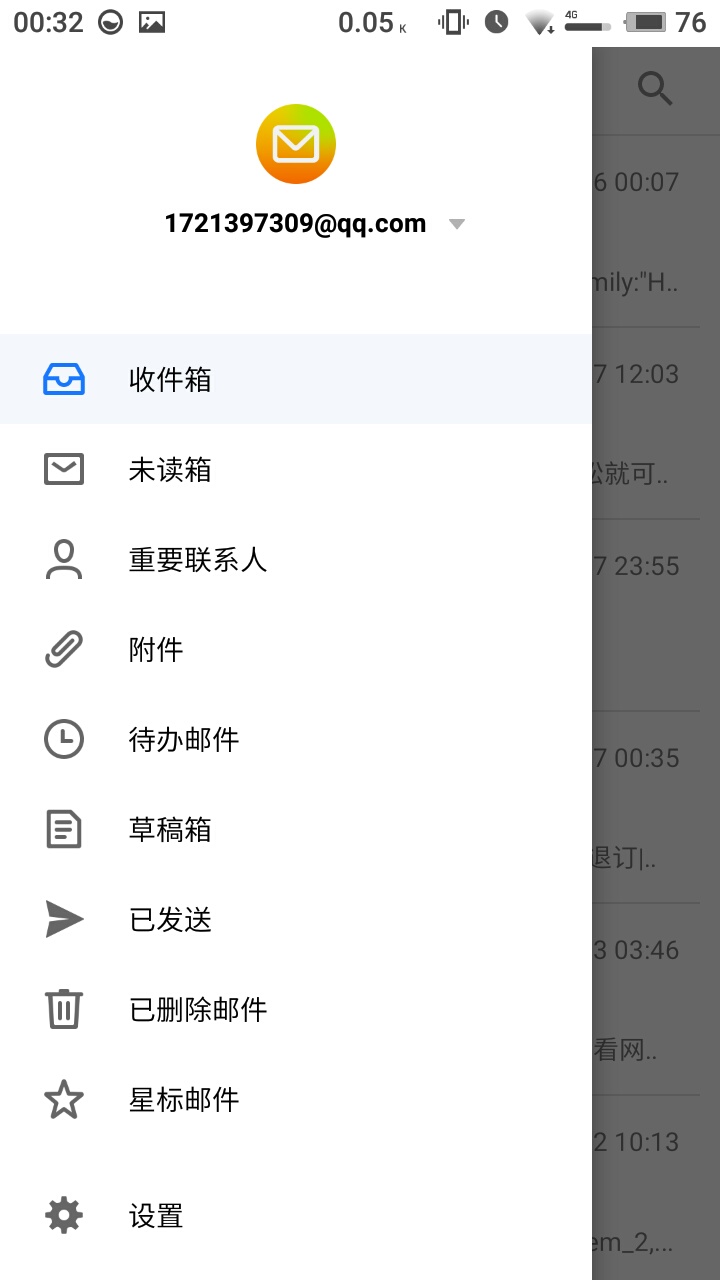 00:32 0.05 K 4G 76
1721397309@qq.com
收件箱
未读箱
重要联系人
附件
待办邮件
草稿箱
已发送
已删除邮件
星标邮件
设置
6 00:07
mily:"H..
7 12:03
就可..
7 23:55
7 00:35
退订|..
3 03:46
看网..
2 10:13
em_2,...